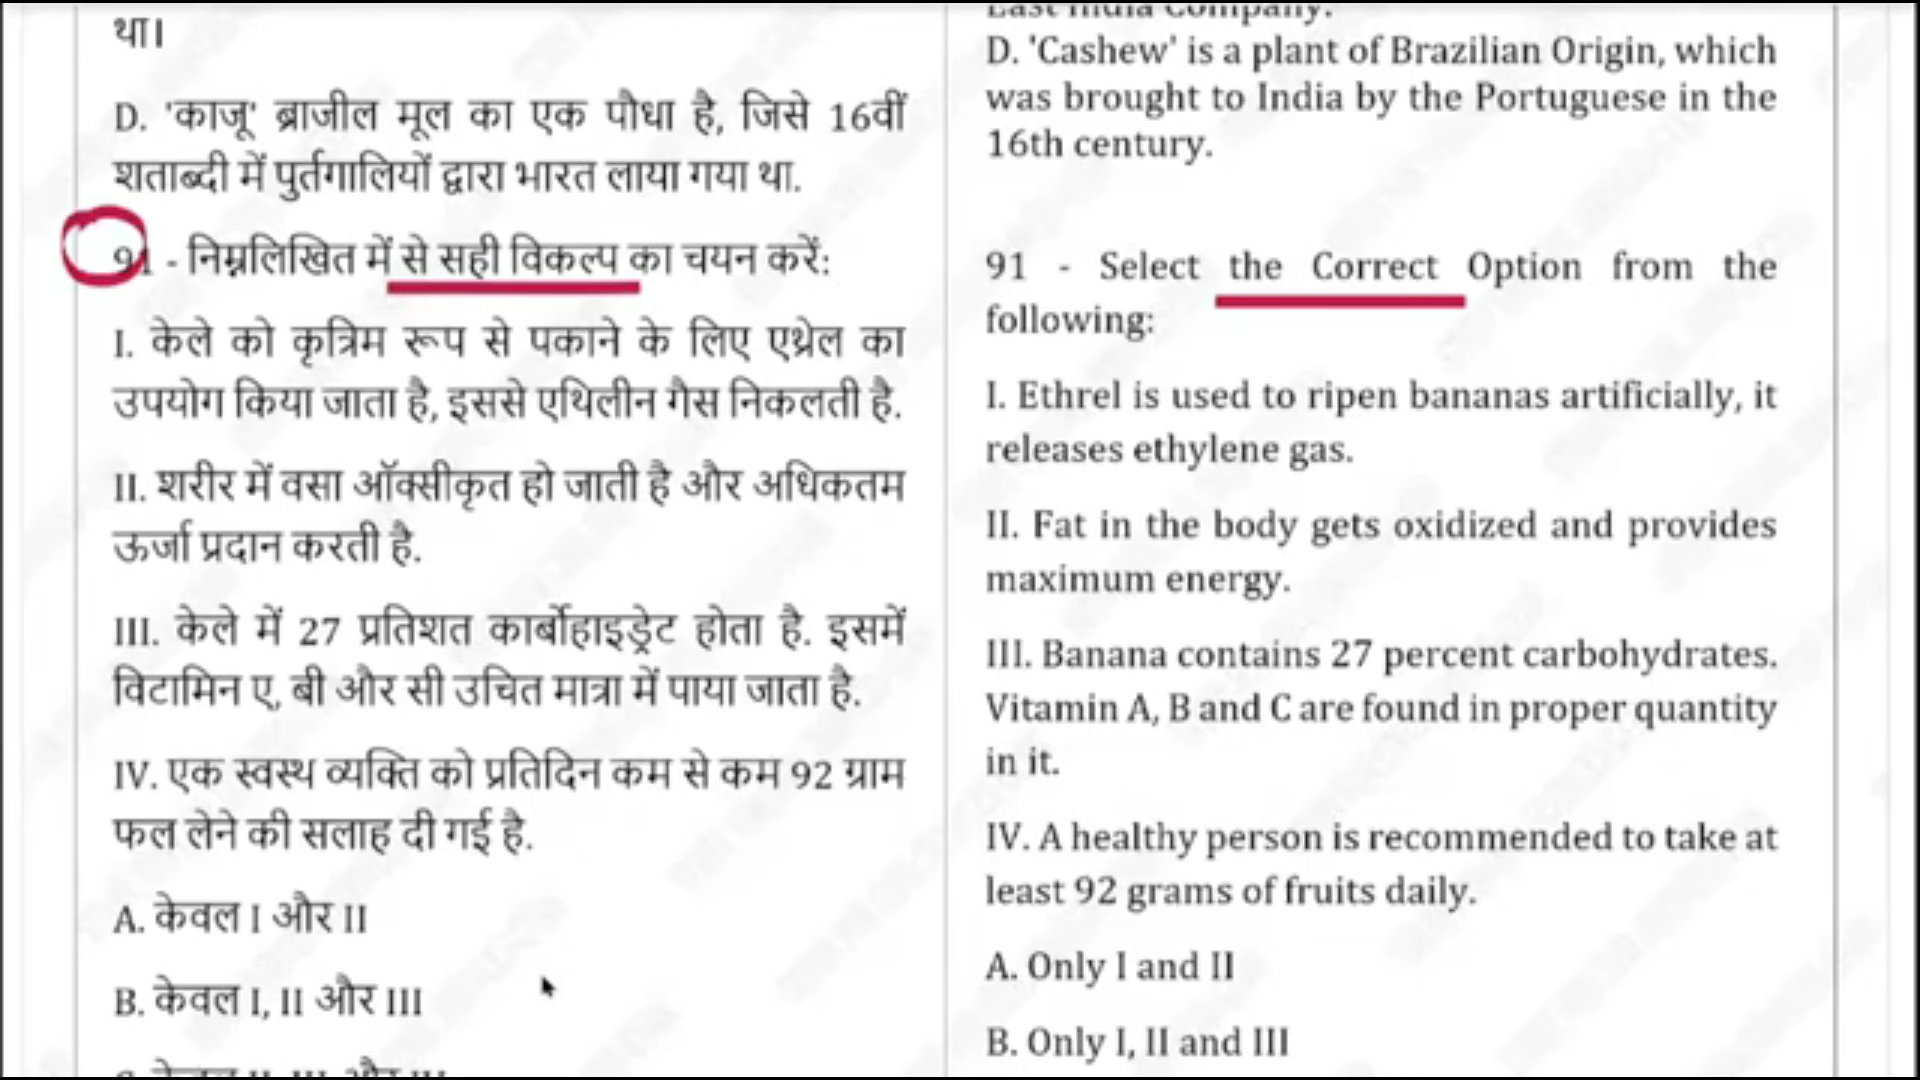 था।
D. 'काजू' ब्राजील मूल का एक पौधा है, जिसे 16वीं
शताब्दी में पुर्तगालियों द्वारा भारत लाया गया था.
91 - निम्नलिखित में से सही विकल्प का चयन करें:
I. केले को कृत्रिम रूप से पकाने के लिए एथ्रेल का
उपयोग किया जाता है, इससे एथिलीन गैस निकलती है.
II. शरीर में वसा ऑक्सीकृत हो जाती है और अधिकतम
ऊर्जा प्रदान करती है.
III. केले में 27 प्रतिशत कार्बोहाइड्रेट होता है. इसमें
विटामिन ए, बी और सी उचित मात्रा में पाया जाता है.
IV. एक स्वस्थ व्यक्ति को प्रतिदिन कम से कम 92 ग्राम
फल लेने की सलाह दी गई है.
A. केवल I और II
B. केवल I, II और III
East India Company.
D. 'Cashew' is a plant of Brazilian Origin, which
was brought to India by the Portuguese in the
16th century.
91 - Select the Correct Option from the
following:
I. Ethrel is used to ripen bananas artificially, it
releases ethylene gas.
II. Fat in the body gets oxidized and provides
maximum energy.
III. Banana contains 27 percent carbohydrates.
Vitamin A, B and C are found in proper quantity
in it.
IV. A healthy person is recommended to take at
least 92 grams of fruits daily.
A. Only I and II
B. Only I, II and III